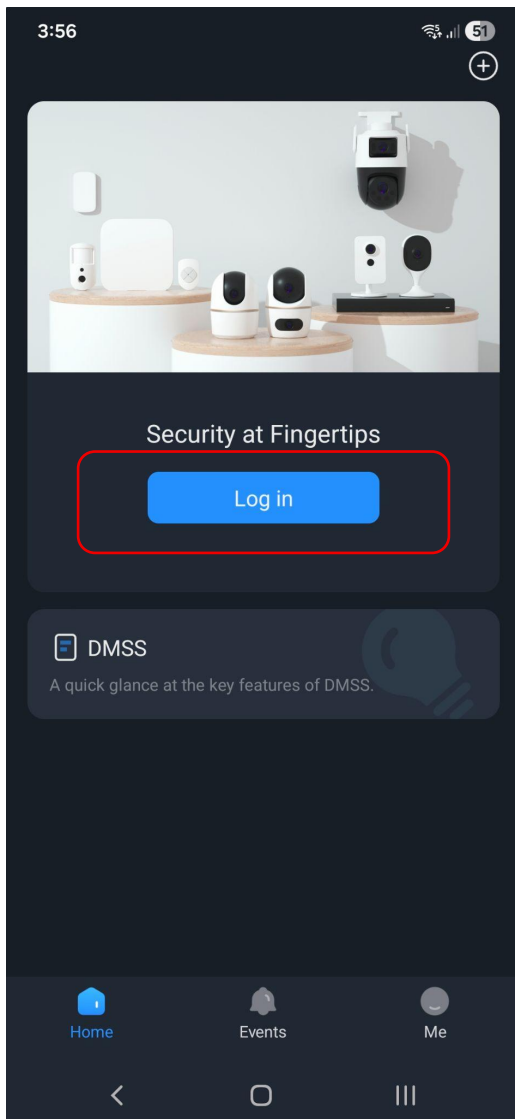 3:56
51
Security at Fingertips
Log in
DMSS
A quick glance at the key features of DMSS.
Home
Events
Me